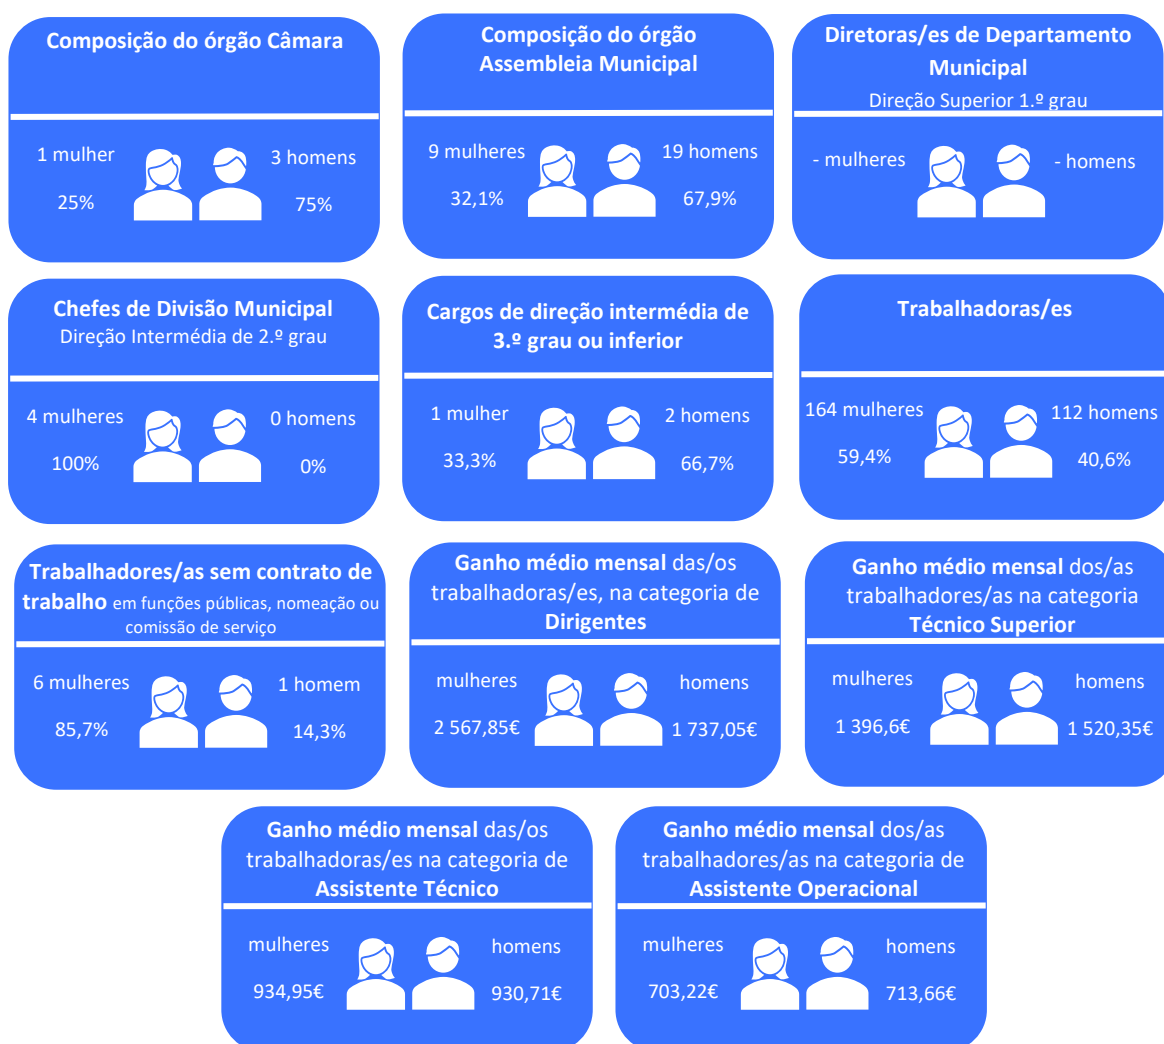 Composição do órgão Câmara
1 mulher
25%
3 homens
75%
Composição do órgão
Assembleia Municipal
9 mulheres
32,1%
19 homens
67,9%
Diretoras/es de Departamento
Municipal
Direção Superior 1.º grau
- mulheres
- homens
Chefes de Divisão Municipal
Direção Intermédia de 2.º grau
4 mulheres
100%
0 homens
0%
Cargos de direção intermédia de
3.º grau ou inferior
1 mulher
33,3%
2 homens
66,7%
Trabalhadoras/es
164 mulheres
59,4%
112 homens
40,6%
Trabalhadores/as sem contrato de
trabalho em funções públicas, nomeação ou
comissão de serviço
6 mulheres
85,7%
1 homem
14,3%
Ganho médio mensal das/os
trabalhadoras/es, na categoria de
Dirigentes
mulheres
2 567,85€
homens
1 737,05€
Ganho médio mensal dos/as
trabalhadores/as na categoria
Técnico Superior
mulheres
1 396,6€
homens
1 520,35€
Ganho médio mensal das/os
trabalhadoras/es na categoria de
Assistente Técnico
mulheres
934,95€
homens
930,71€
Ganho médio mensal dos/as
trabalhadores/as na categoria de
Assistente Operacional
mulheres
703,22€
homens
713,66€